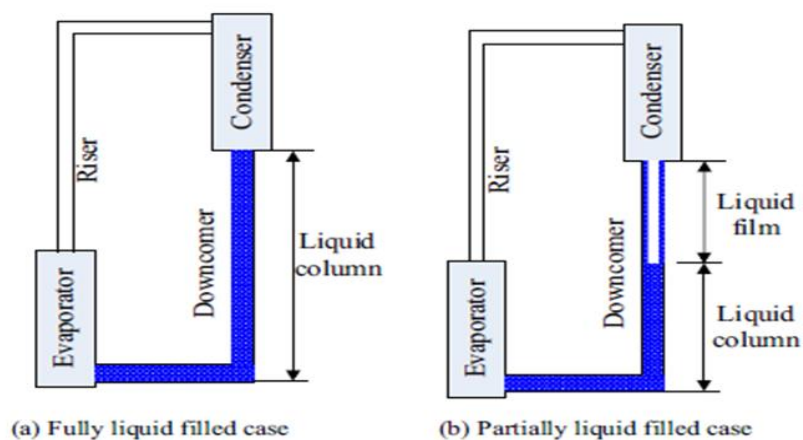 Condenser
Riser
Downcomer
Evaporator
Liquid
column
(a) Fully liquid filled case
Condenser
Riser
Downcomer
Evaporator
Liquid
film
Liquid
column
(b) Partially liquid filled case